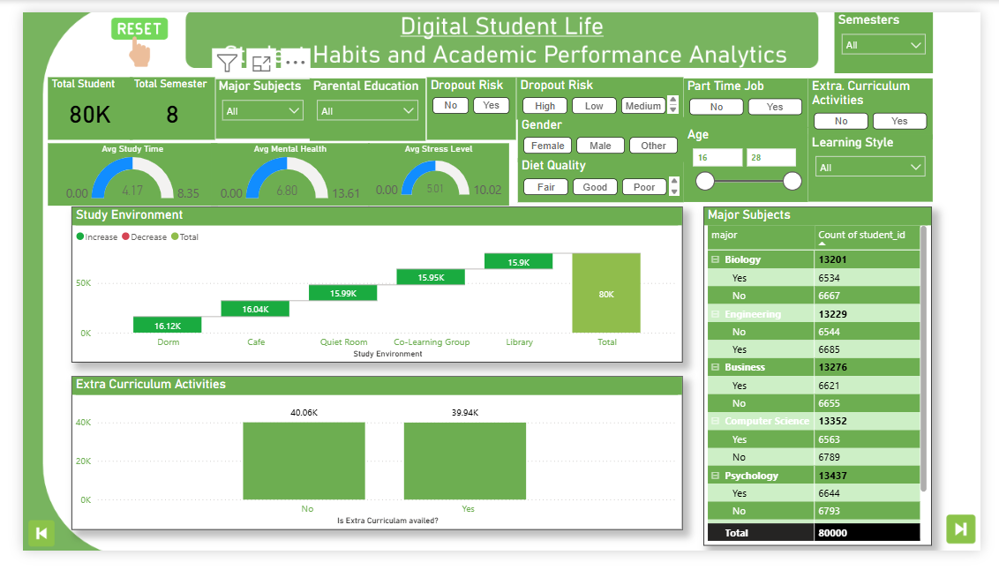 RESET
Digital Student Life
Habits and Academic Performance Analytics
Semesters
All
Total Student
80K
Total Semester
8
Major Subjects
All
Parental Education
All
Dropout Risk
No
Yes
Dropout Risk
High
Low
Medium
Gender
Female
Male
Other
Diet Quality
Fair
Good
Poor
Part Time Job
No
Yes
Age
16
28
Extra. Curriculum
Activities
No
Yes
Learning Style
All
Avg Study Time
0.00
4.17
8.35
Avg Mental Health
0.00
6.80
13.61
Avg Stress Level
0.00
5.01
10.02
Study Environment
Increase Decrease Total
50K
0K
16.12K
16.04K
15.99K
15.95K
15.9K
80K
Dorm
Cafe
Quiet Room
Co-Learning Group
Library
Total
Study Environment
Extra Curriculum Activities
40K
20K
0K
40.06K
39.94K
No
Yes
Is Extra Curriculam availed?
Major Subjects
major Count of student_id
Biology 13201
Yes 6534
No 6667
Engineering 13229
No 6544
Yes 6685
Business 13276
Yes 6621
No 6655
Computer Science 13352
Yes 6563
No 6789
Psychology 13437
Yes 6644
No 6793
Total 80000